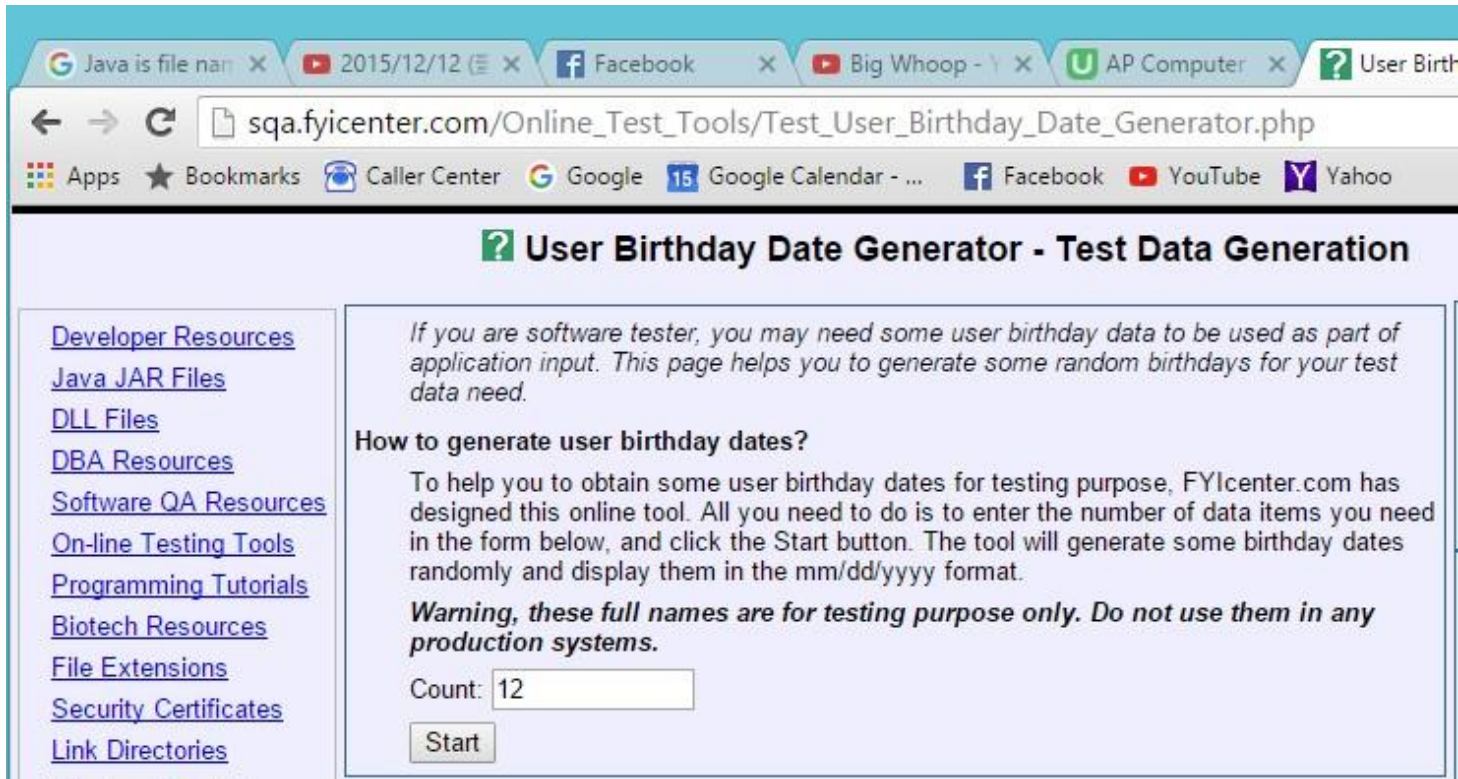 Java is file nan
2015/12/12
Facebook
Big Whoop -
AP Computer
User Birth
sqa.fyicenter.com/Online_Test_Tools/Test_User_Birthday_Date_Generator.php
Apps Bookmarks Caller Center Google 15 Google Calendar - ... Facebook YouTube Yahoo
User Birthday Date Generator - Test Data Generation
Developer Resources
Java JAR Files
DLL Files
DBA Resources
Software QA Resources
On-line Testing Tools
Programming Tutorials
Biotech Resources
File Extensions
Security Certificates
Link Directories
If you are software tester, you may need some user birthday data to be used as part of
application input. This page helps you to generate some random birthdays for your test
data need.
How to generate user birthday dates?
To help you to obtain some user birthday dates for testing purpose, FYIcenter.com has
designed this online tool. All you need to do is to enter the number of data items you need
in the form below, and click the Start button. The tool will generate some birthday dates
randomly and display them in the mm/dd/yyyy format.
Warning, these full names are for testing purpose only. Do not use them in any
production systems.
Count: 12
Start